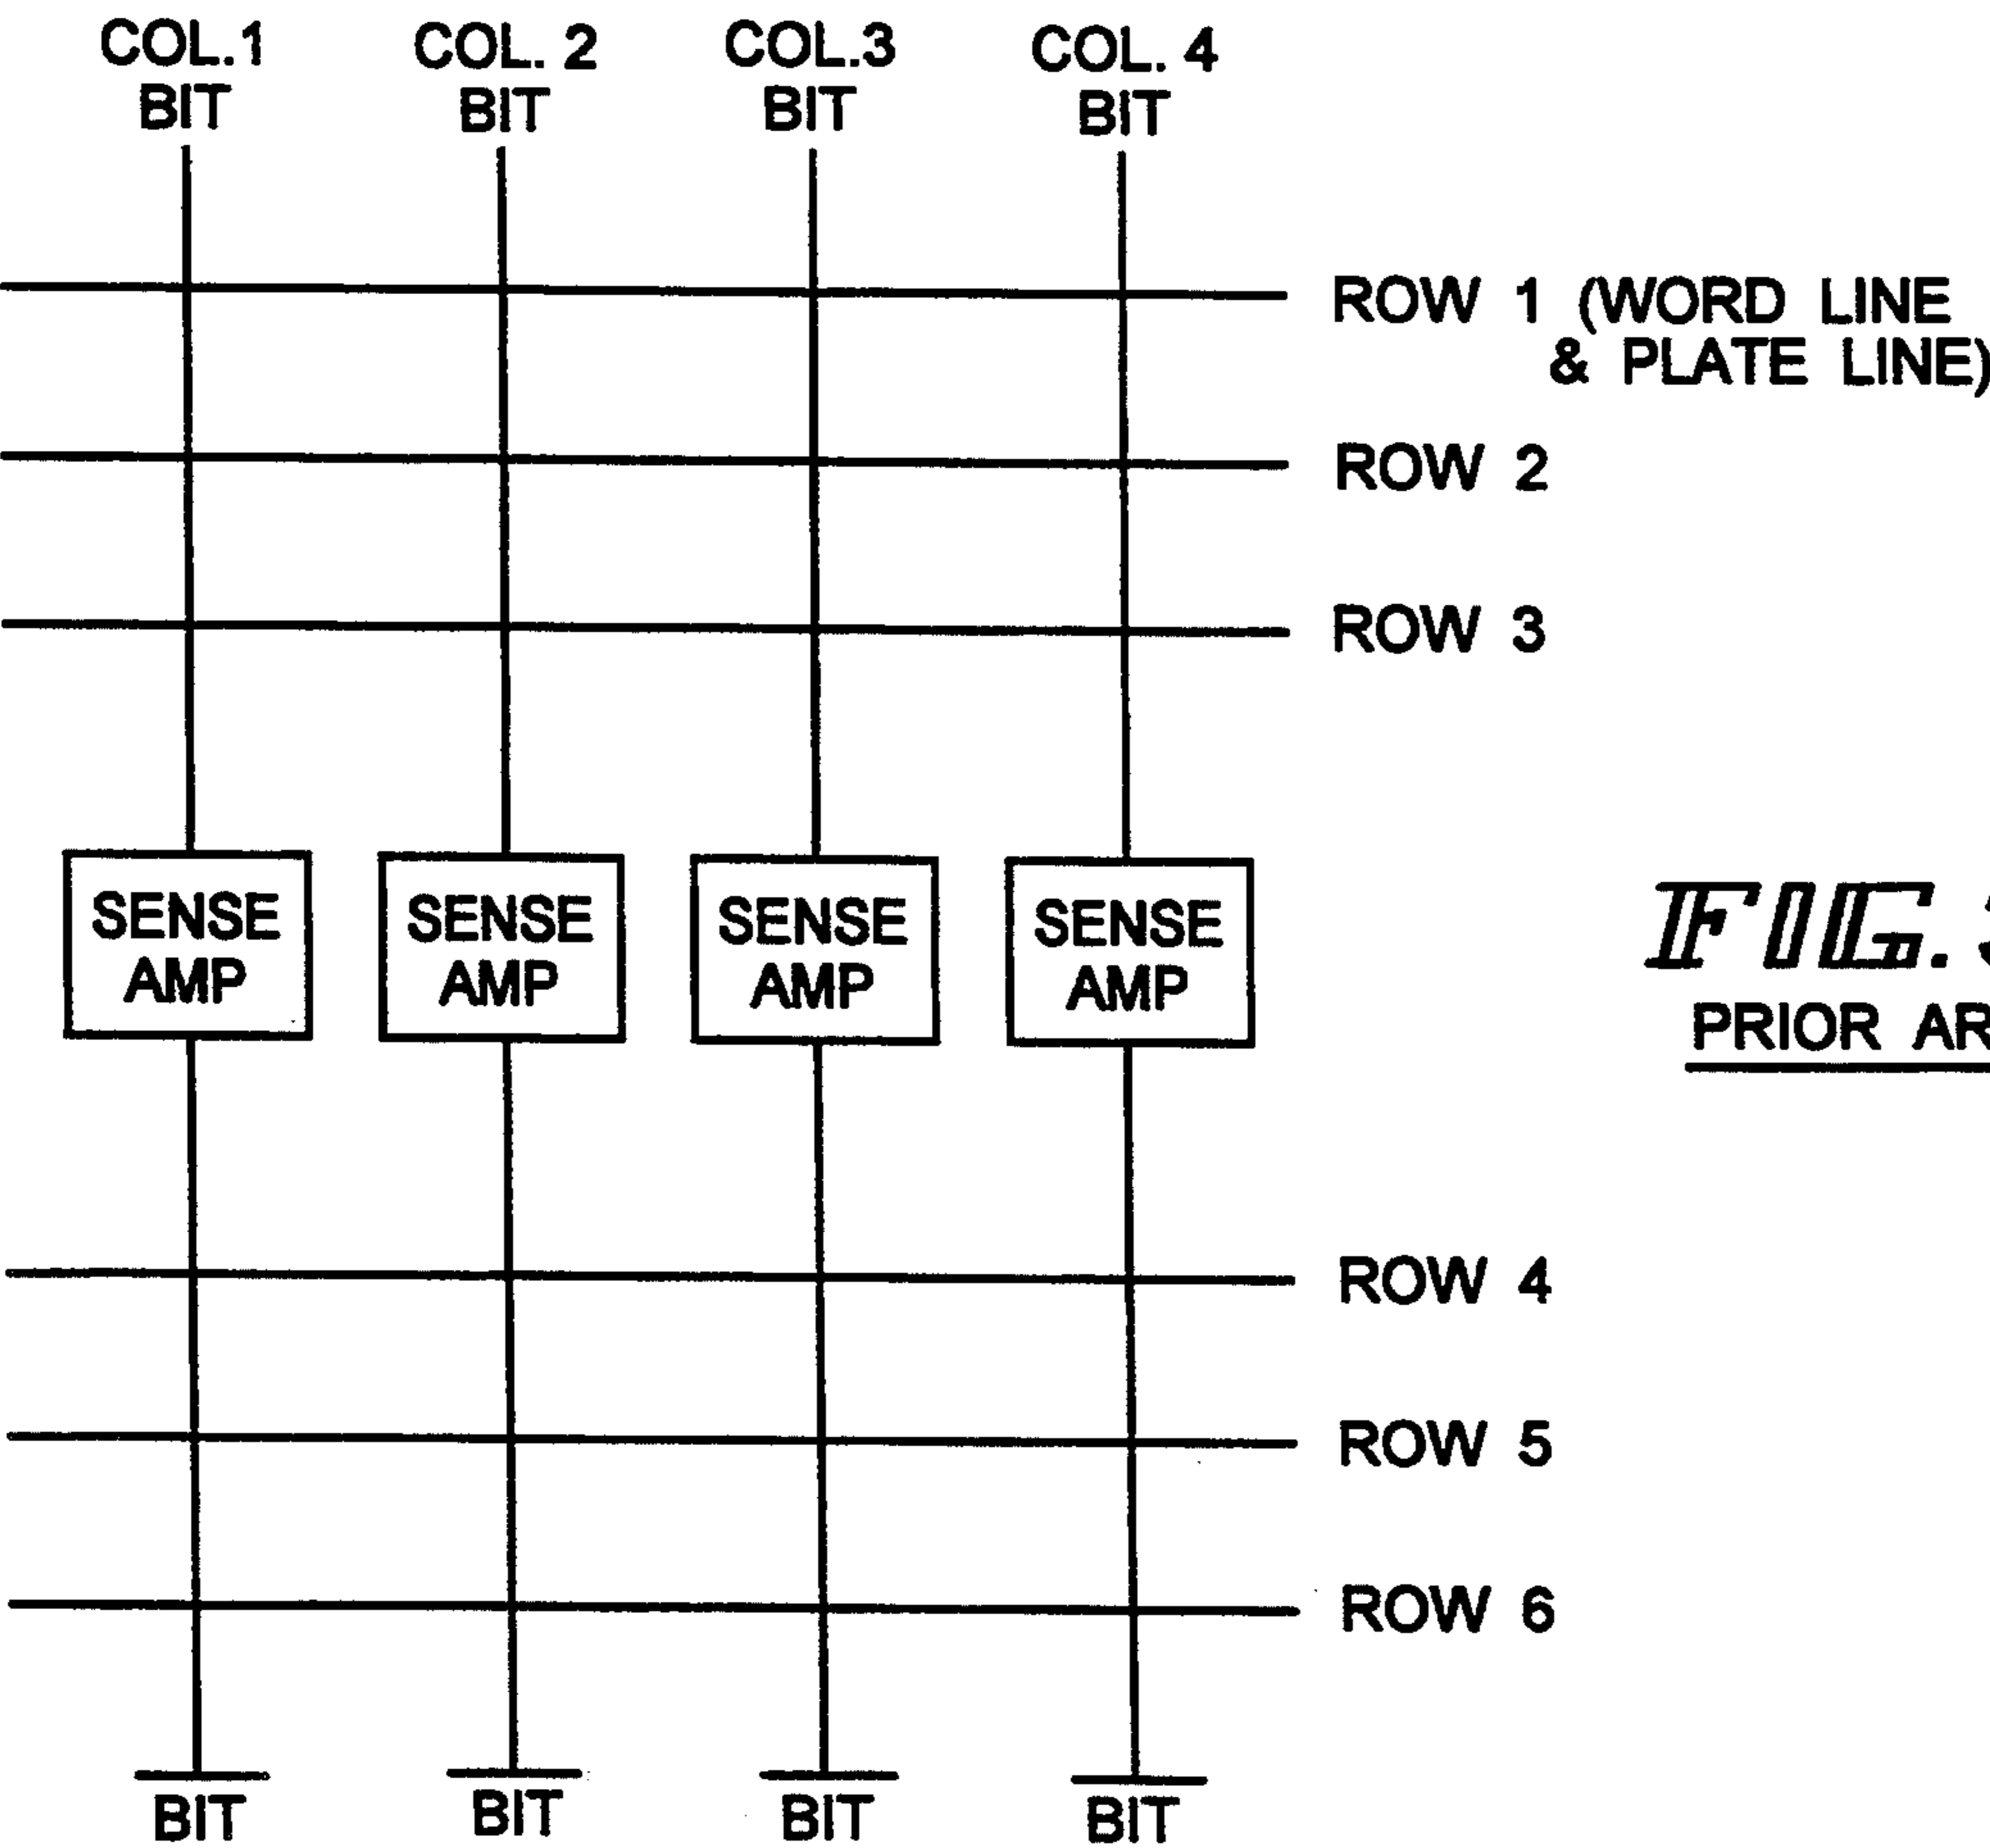 COL.1 COL. 2 COL.3 COL. 4
BIT BIT BIT BIT
ROW 1 (WORD LINE
& PLATE LINE)
ROW 2
ROW 3
SENSE SENSE SENSE SENSE
AMP AMP AMP AMP
FIG.
PRIOR AR
ROW 4
ROW 5
ROW 6
BIT BIT BIT BIT